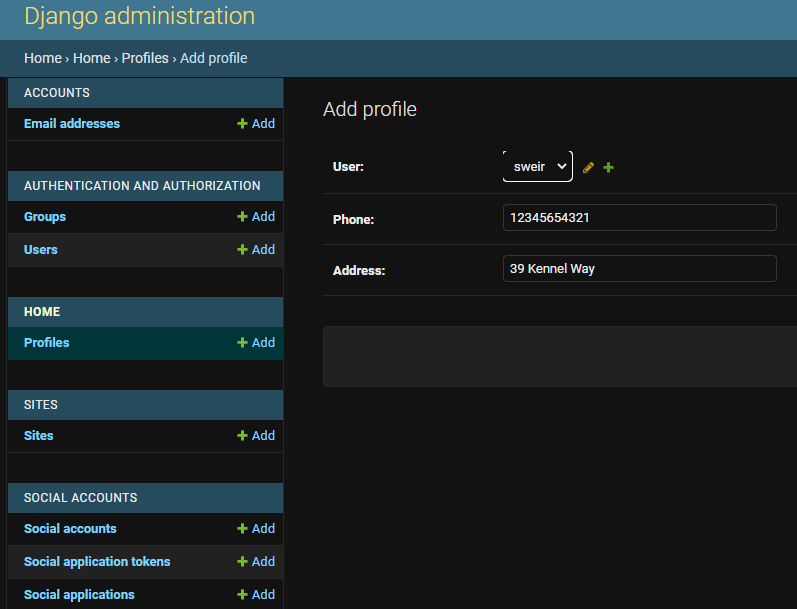 Django administration
Home › Home › Profiles › Add profile
ACCOUNTS
Email addresses + Add
AUTHENTICATION AND AUTHORIZATION
Groups + Add
Users + Add
HOME
Profiles + Add
SITES
Sites + Add
SOCIAL ACCOUNTS
Social accounts + Add
Social application tokens + Add
Social applications + Add
Add profile
User: sweir
Phone: 12345654321
Address: 39 Kennel Way